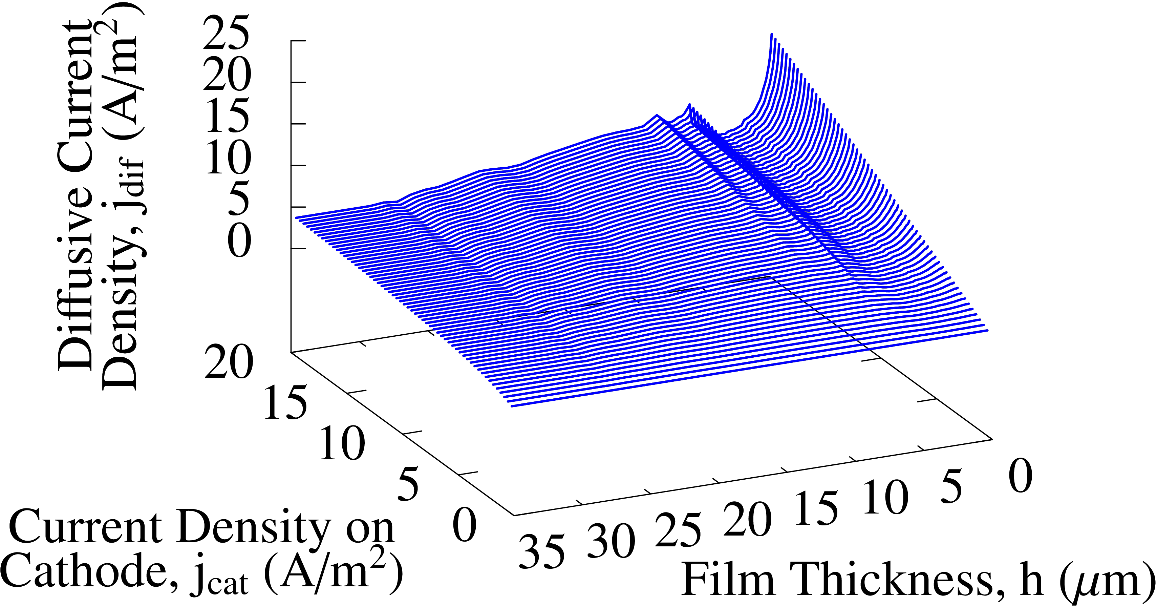 Diffusive Current
Density, jdif (A/m2)
25
20
15
10
5
0
20
15
10
5
0
Current Density on
Cathode, jcat (A/m2)
35 30 25 20 15 10 5 0
Film Thickness, h (μm)